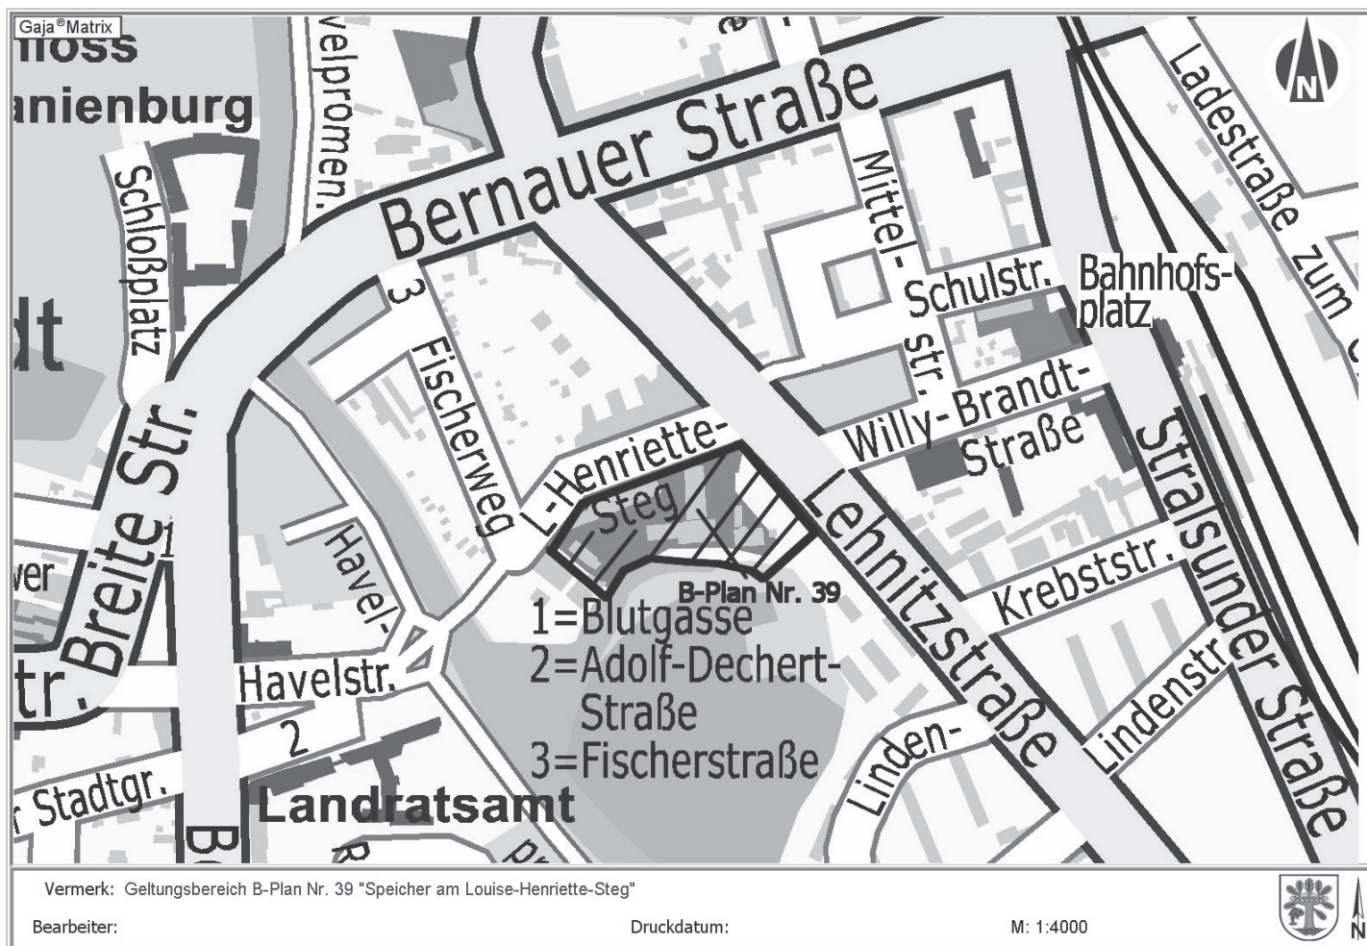 Gaja®Matrix
anienburg
velpromen.
Schloßplatz
Bernauer Straße
Ladestraße zum
N
Mittel-
str.
Schulstr.
Bahnhofs-
platz
3
Fischerweg
Breite Str.
1
L-Henriette-
Steg
Willy-Brandt-
Straße
Stralsunder Straße
Lehnitzstraße
Krebststr.
Lindenstr.
Linden-
Havel-
Havelstr.
tr.
2
Stadtgr.
Landratsamt
B-Plan Nr. 39
1=Blutgasse
2=Adolf-Dechert-
Straße
3=Fischerstraße
Vermerk: Geltungsbereich B-Plan Nr. 39 "Speicher am Louise-Henriette-Steg"
Bearbeiter:
Druckdatum:
M: 1:4000
N